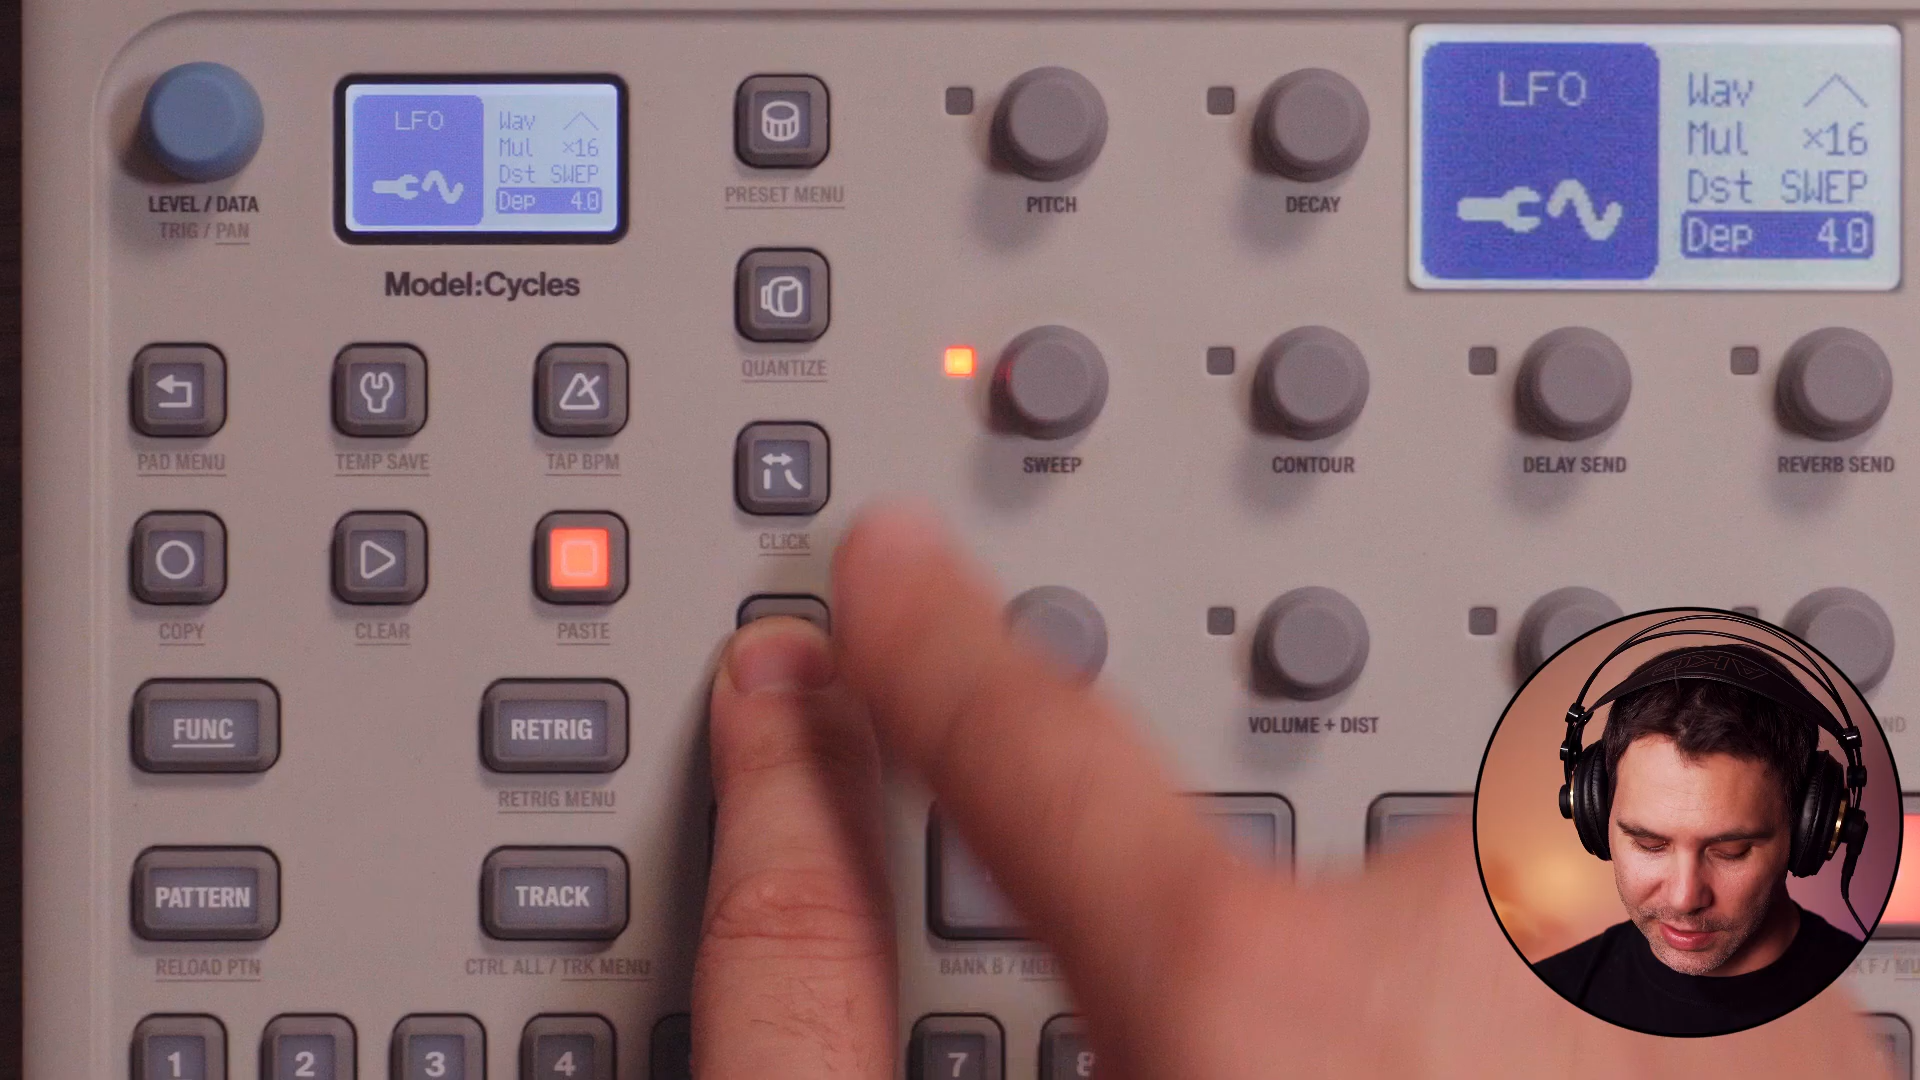 LEVEL / DATA
TRIG / PAN
LFO
Wav
Mul ×16
Dst SWEP
Dep 4.0
Model:Cycles
PRESET MENU
QUANTIZE
CLICK
PITCH
DECAY
LFO
Wav
Mul ×16
Dst SWEP
Dep 4.0
PAD MENU
TEMP SAVE
TAP BPM
SWEEP
CONTOUR
DELAY SEND
REVERB SEND
COPY
CLEAR
PASTE
FUNC
RETRIG
RETRIG MENU
VOLUME + DIST
PATTERN
TRACK
RELOAD PTN
CTRL ALL / TRK MENU
BANK B /
1
2
3
4
7
8